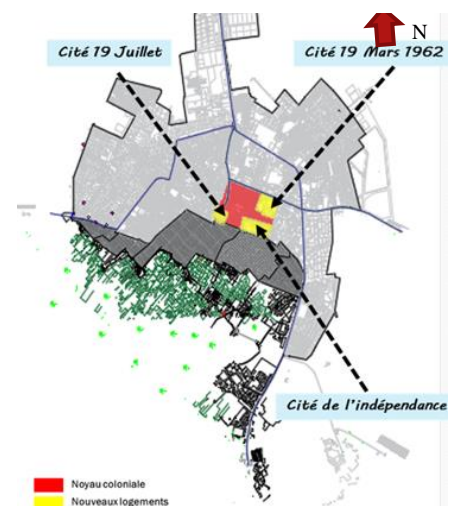 N
Cité 19 Juillet
Cité 19 Mars 1962
Cité de l'indépendance
Noyau coloniale
Nouveaux logements